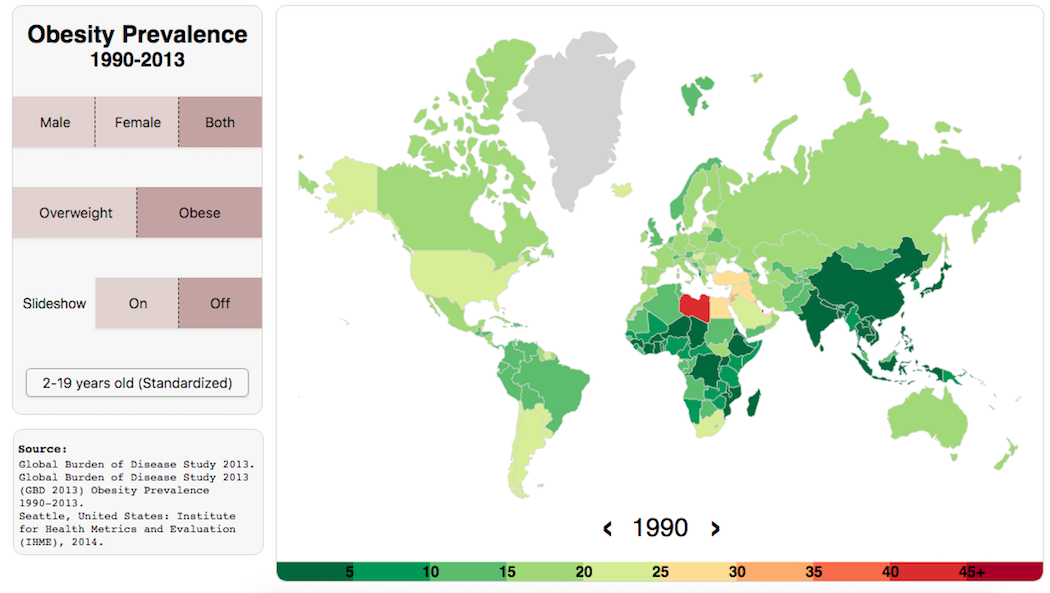 Obesity Prevalence
1990-2013
Male Female Both
Overweight Obese
Slideshow On Off
2-19 years old (Standardized)
Source:
Global Burden of Disease Study 2013.
Global Burden of Disease Study 2013
(GBD 2013) Obesity Prevalence
1990-2013.
Seattle, United States: Institute
for Health Metrics and Evaluation
(IHME), 2014.
‹ 1990 ›
5 10 15 20 25 30 35 40 45+